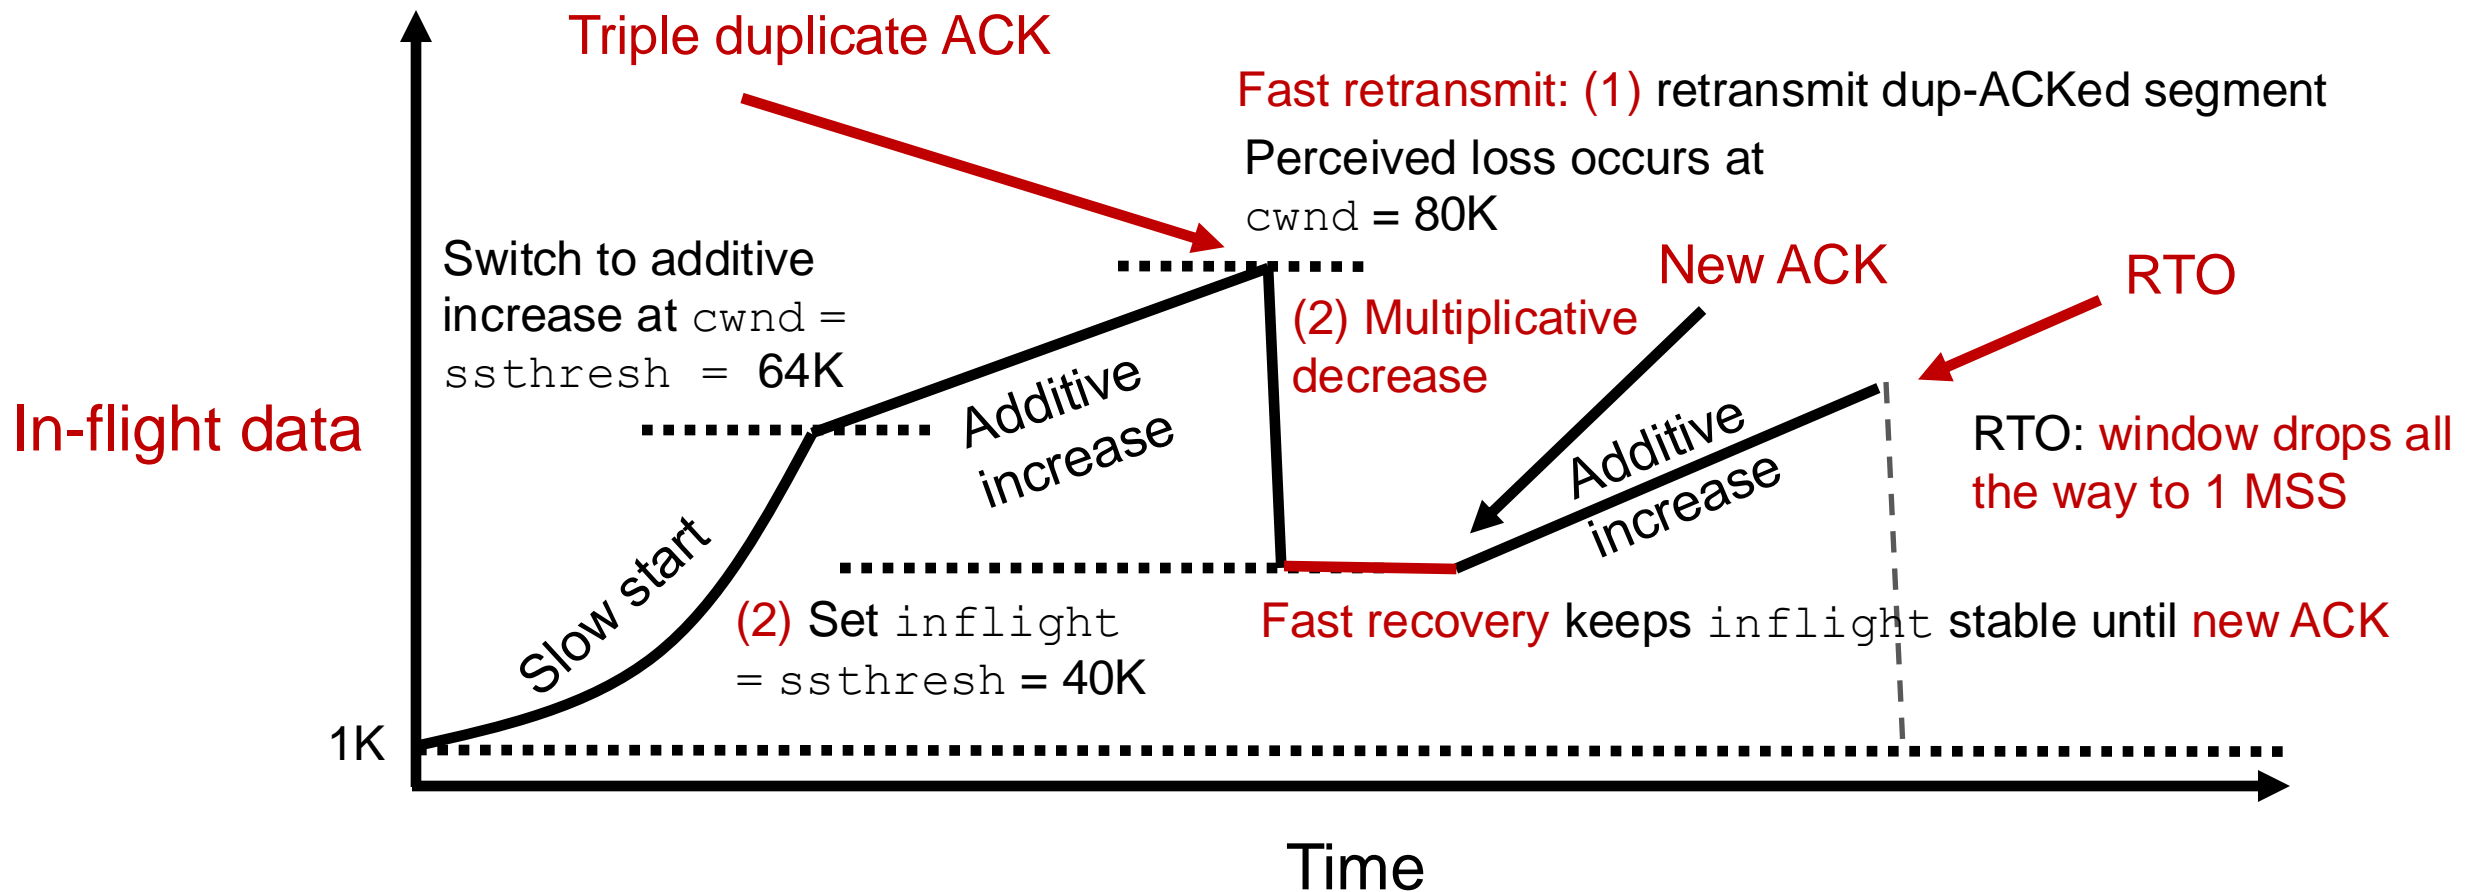 Triple duplicate ACK
Fast retransmit: (1) retransmit dup-ACKed segment
Perceived loss occurs at
cwnd = 80K
Switch to additive
increase at cwnd =
ssthresh = 64K
New ACK
RTO
(2) Multiplicative
decrease
In-flight data
Additive
increase
Additive
increase
RTO: window drops all
the way to 1 MSS
Slow start
(2) Set inflight
= ssthresh = 40K
Fast recovery keeps inflight stable until new ACK
1K
Time